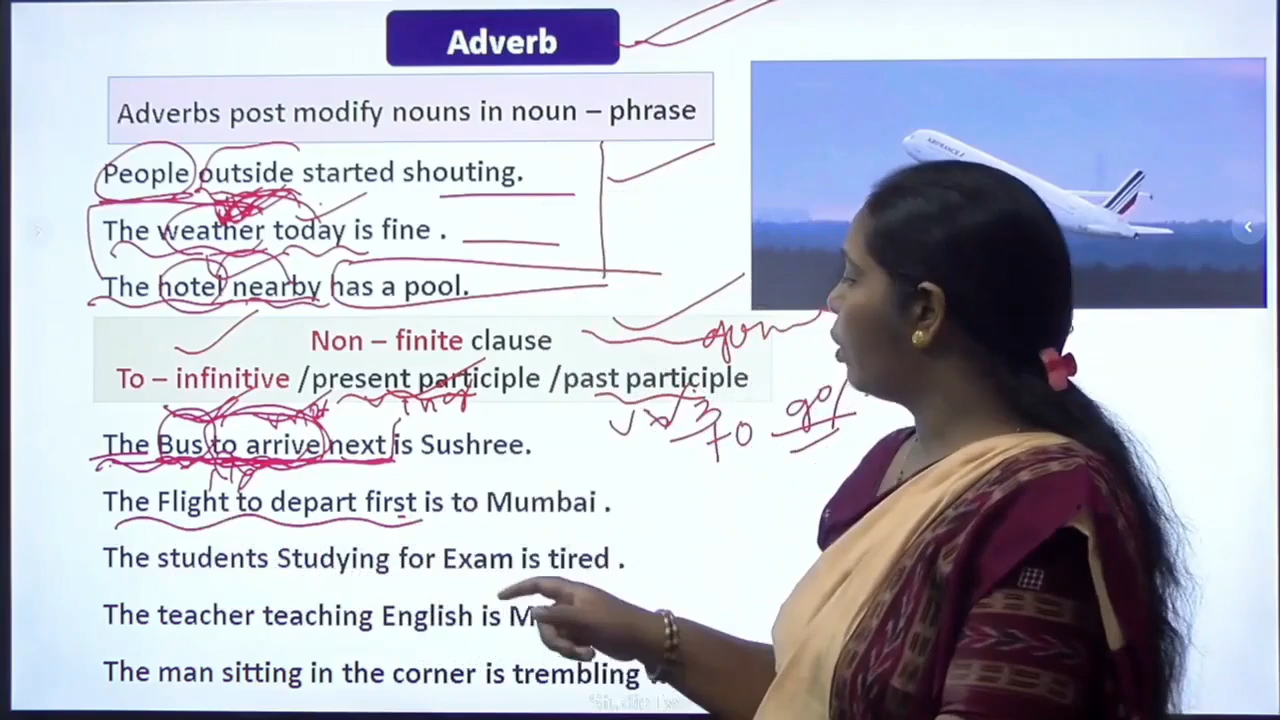 Adverb
Adverbs post modify nouns in noun – phrase
People outside started shouting.
The weather today is fine .
The hotel nearby has a pool.
Non – finite clause
To – infinitive /present participle /past participle
The Bus to arrive next is Sushree.
The Flight to depart first is to Mumbai .
The students Studying for Exam is tired .
The teacher teaching English is
The man sitting in the corner is trembling
AIRFRANCE